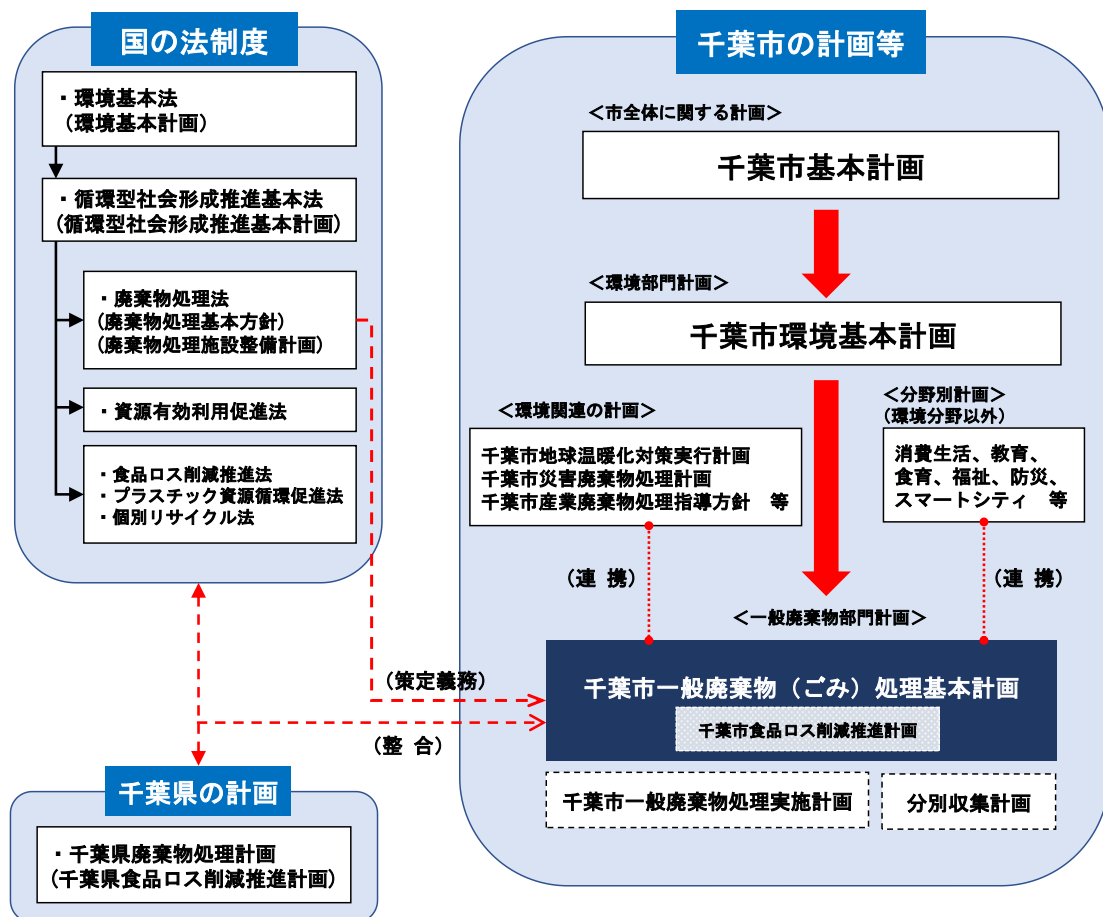 国の法制度
・環境基本法
(環境基本計画)
・循環型社会形成推進基本法
(循環型社会形成推進基本計画)
・廃棄物処理法
(廃棄物処理基本方針)
(廃棄物処理施設整備計画)
・資源有効利用促進法
・食品ロス削減推進法
・プラスチック資源循環促進法
・個別リサイクル法
千葉県の計画
・千葉県廃棄物処理計画
(千葉県食品ロス削減推進計画)
(策定義務)
(整 合)
千葉市の計画等
＜市全体に関する計画＞
千葉市基本計画
＜環境部門計画＞
千葉市環境基本計画
＜環境関連の計画＞
千葉市地球温暖化対策実行計画
千葉市災害廃棄物処理計画
千葉市産業廃棄物処理指導方針　等
＜分野別計画＞
(環境分野以外)
消費生活、教育、
食育、福祉、防災、
スマートシティ　等
(連 携)
(連 携)
＜一般廃棄物部門計画＞
千葉市一般廃棄物（ごみ）処理基本計画
千葉市食品ロス削減推進計画
千葉市一般廃棄物処理実施計画
分別収集計画